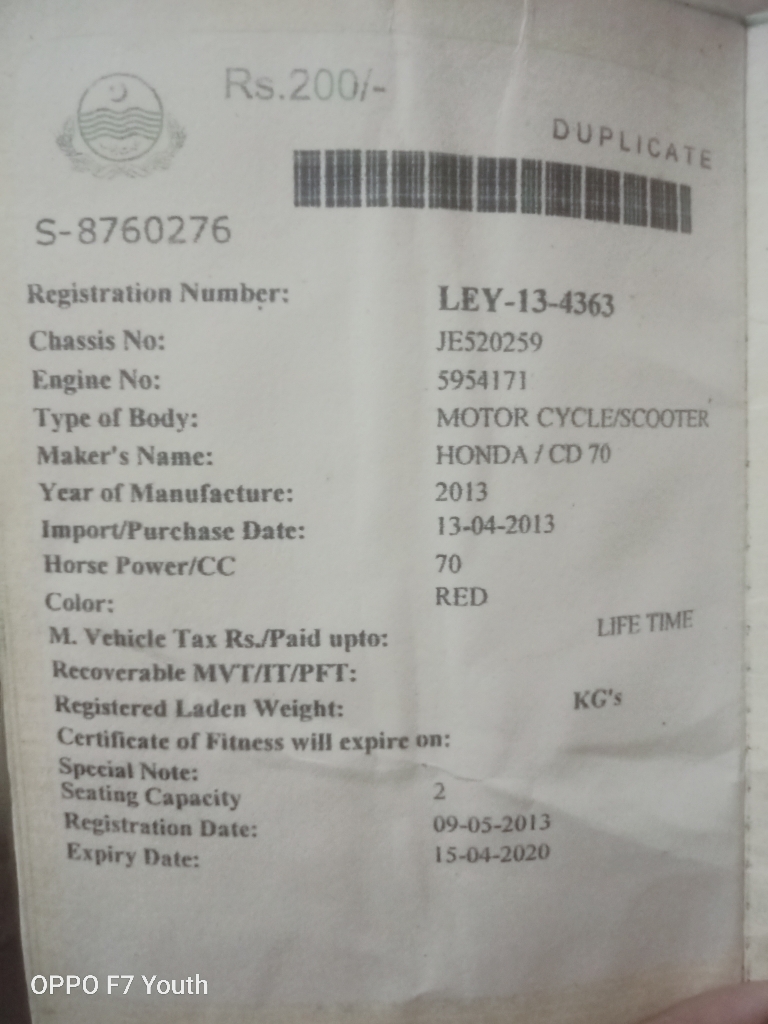 Rs.200/-
DUPLICATE
S-8760276
Registration Number: LEY-13-4363
Chassis No: JE520259
Engine No: 5954171
Type of Body: MOTOR CYCLE/SCOOTER
Maker's Name: HONDA / CD 70
Year of Manufacture: 2013
Import/Purchase Date: 13-04-2013
Horse Power/CC 70
Color: RED
M. Vehicle Tax Rs./Paid upto: LIFE TIME
Recoverable MVT/IT/PFT:
Registered Laden Weight: KG's
Certificate of Fitness will expire on:
Special Note:
Seating Capacity 2
Registration Date: 09-05-2013
Expiry Date: 15-04-2020
OPPO F7 Youth